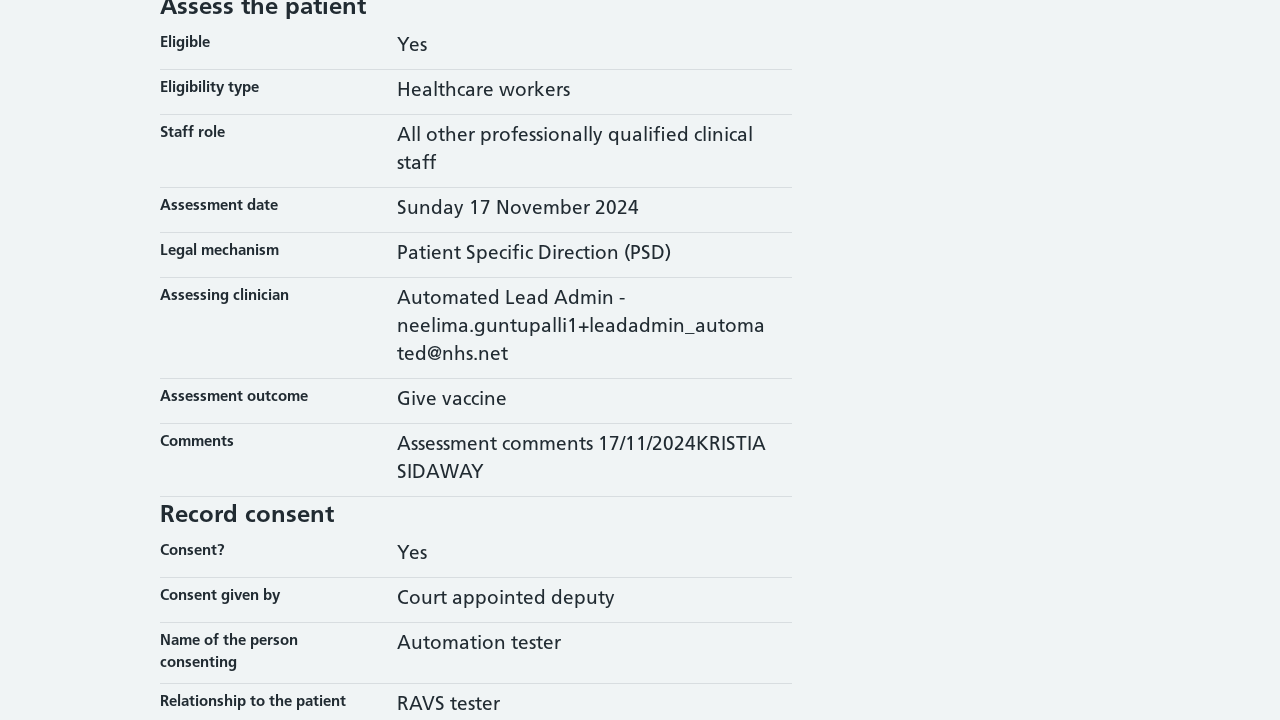 Assess the patient
Eligible
Yes
Eligibility type
Healthcare workers
Staff role
All other professionally qualified clinical
staff
Assessment date
Sunday 17 November 2024
Legal mechanism
Patient Specific Direction (PSD)
Assessing clinician
Automated Lead Admin -
neelima.guntupalli1+leadadmin_automa
ted@nhs.net
Assessment outcome
Give vaccine
Comments
Assessment comments 17/11/2024KRISTIA
SIDAWAY
Record consent
Consent?
Yes
Consent given by
Court appointed deputy
Name of the person
consenting
Automation tester
Relationship to the patient
RAVS tester